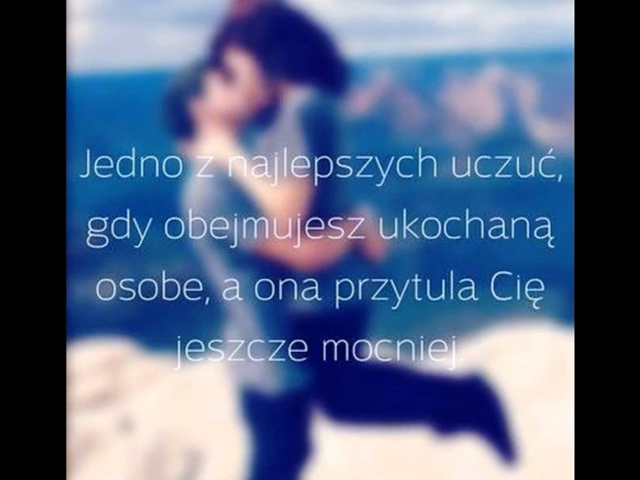 Jedno z najlepszych uczuć,
gdy obejmujesz ukochaną
osobe, a ona przytula Cię
jeszcze mocniej.